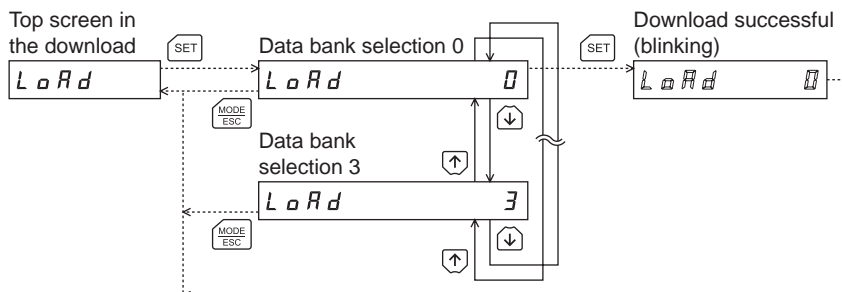 Top screen in
the download
SET
Data bank selection 0
SET
Download successful
(blinking)
LoAd
LoAd 0
LoAd 0
MODE
ESC
Data bank
selection 3
LoAd 3
MODE
ESC